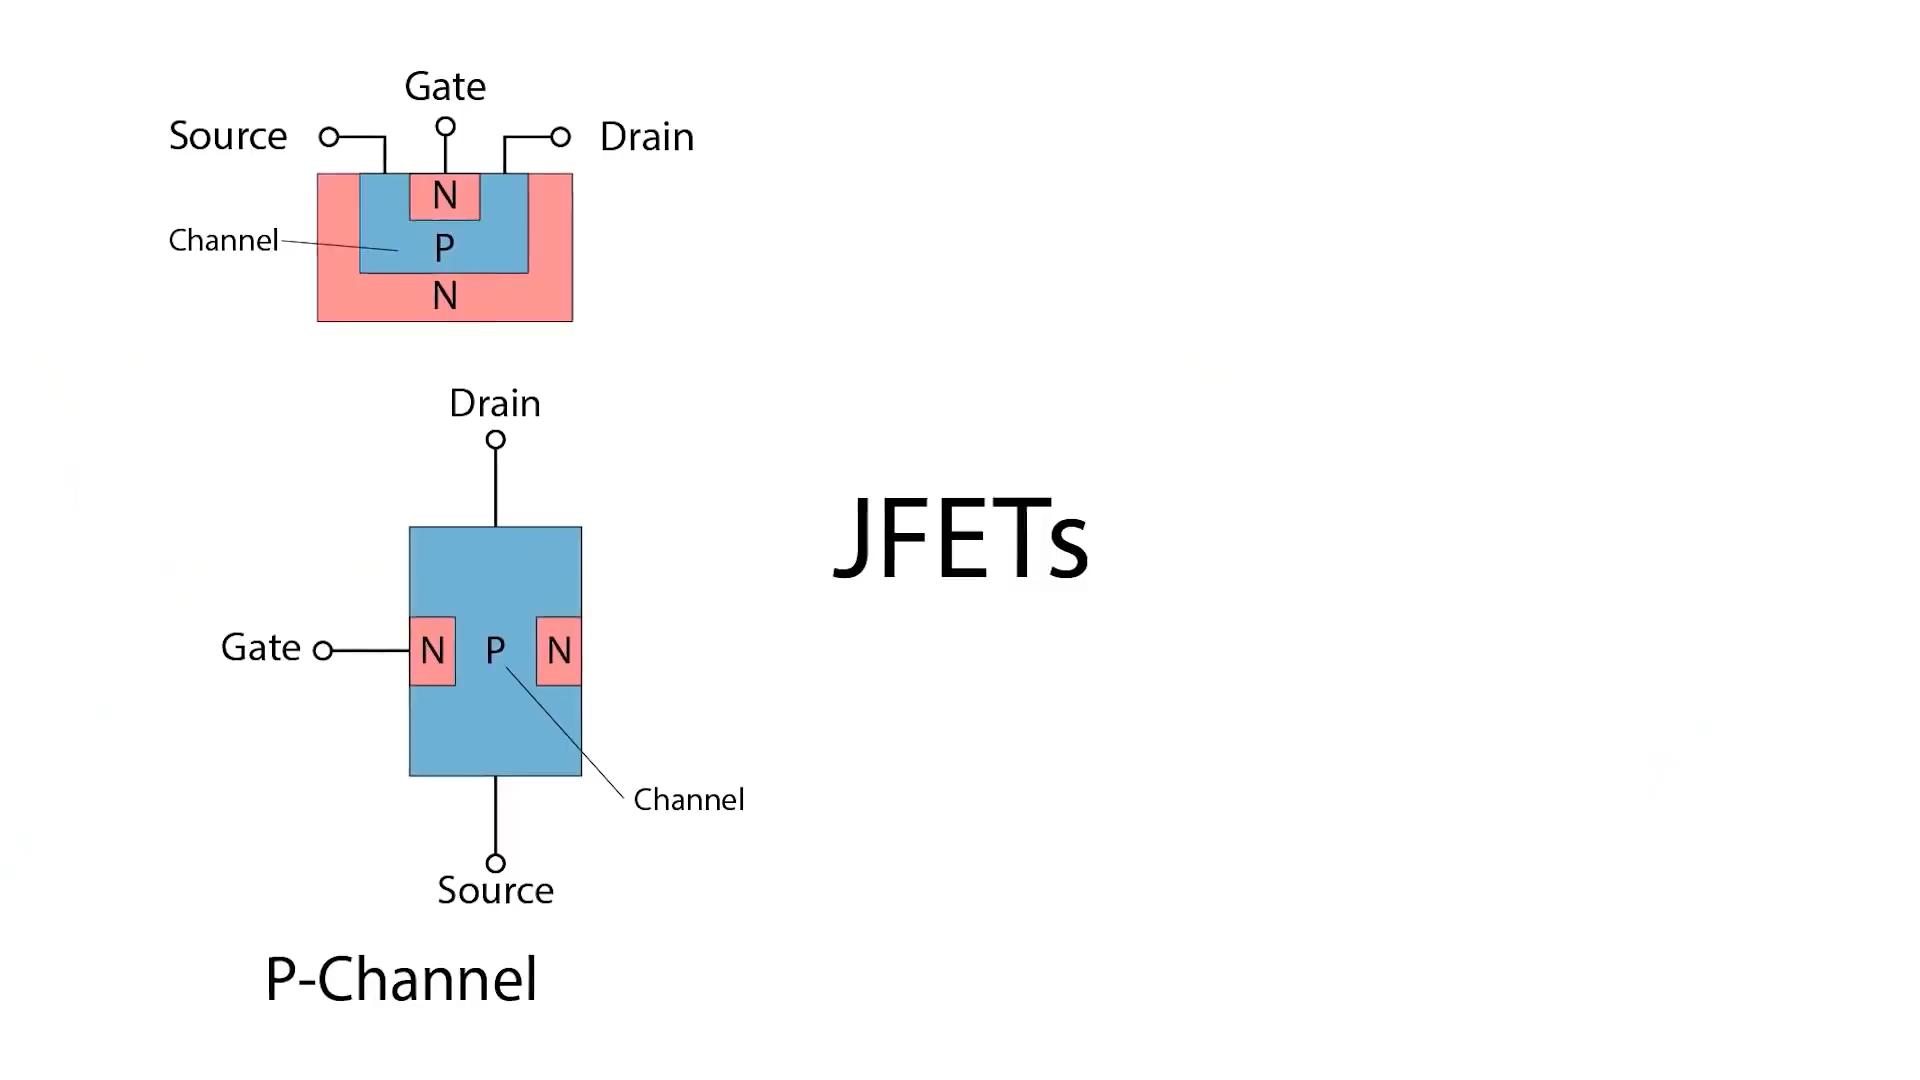 Gate
Source
Drain
N
Channel
P
N
Drain
JFETs
Gate
N
P
N
Channel
Source
P-Channel